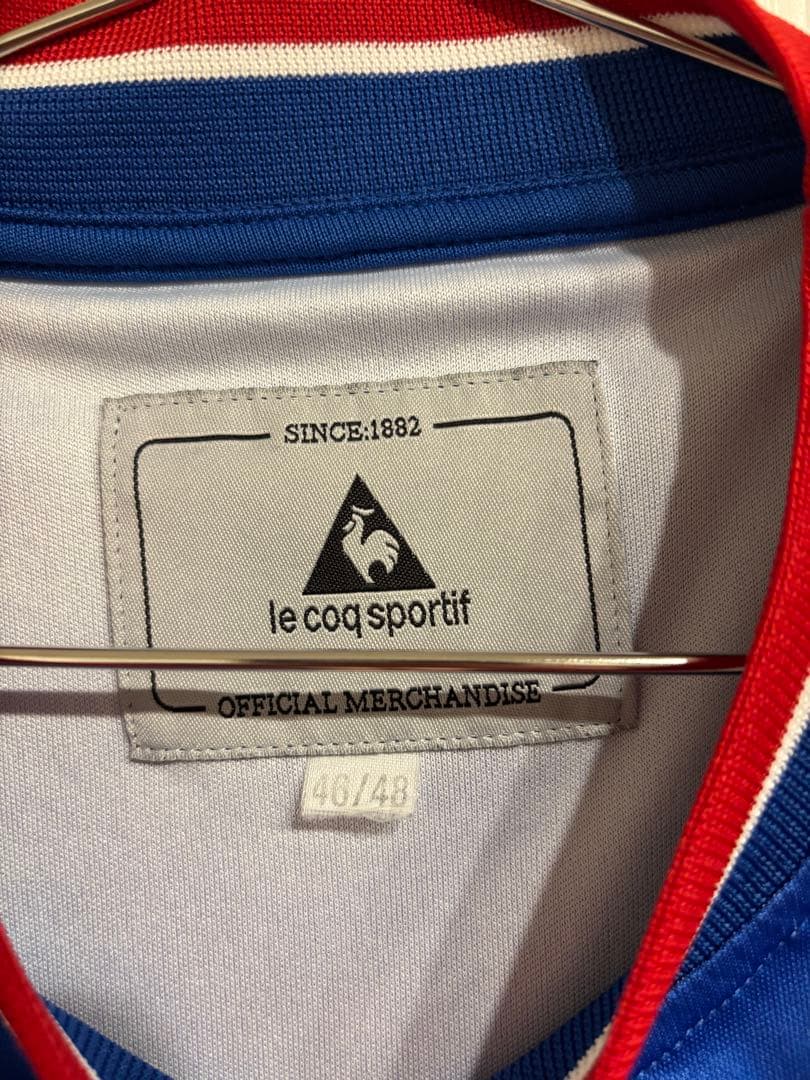 SINCE:1882
le coq sportif
OFFICIAL MERCHANDISE
46/48